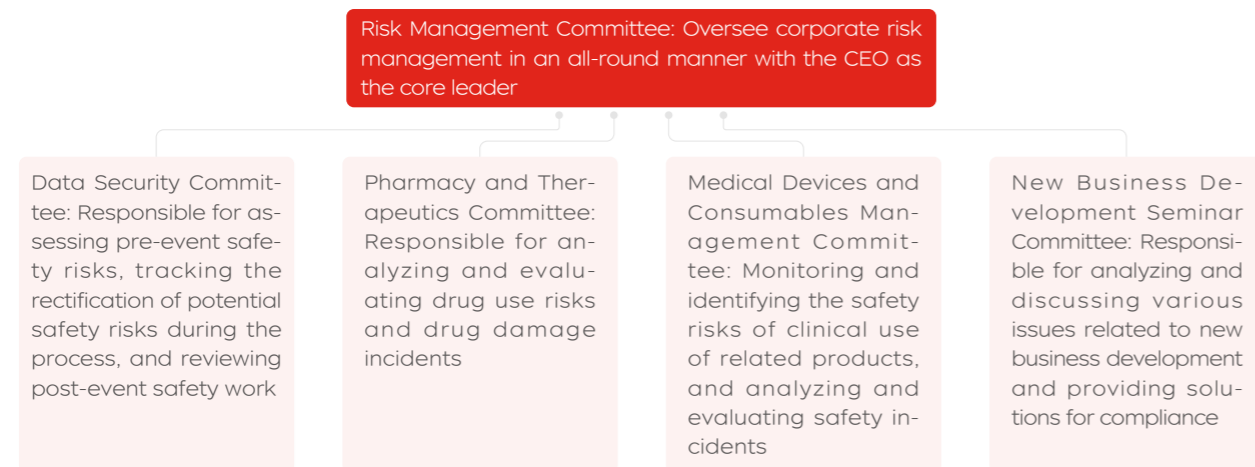 Risk Management Committee: Oversee corporate risk
management in an all-round manner with the CEO as
the core leader
Data Security Commit-
tee: Responsible for as-
sessing pre-event safe-
ty risks, tracking the
rectification of potential
safety risks during the
process, and reviewing
post-event safety work
Pharmacy and Ther-
apeutics Committee:
Responsible for an-
alyzing and evalu-
ating drug use risks
and drug damage
incidents
Medical Devices and
Consumables Man-
agement Commit-
tee: Monitoring and
identifying the safety
risks of clinical use
of related products,
and analyzing and
evaluating safety in-
cidents
New Business De-
velopment Seminar
Committee: Responsi-
ble for analyzing and
discussing various
issues related to new
business development
and providing solu-
tions for compliance